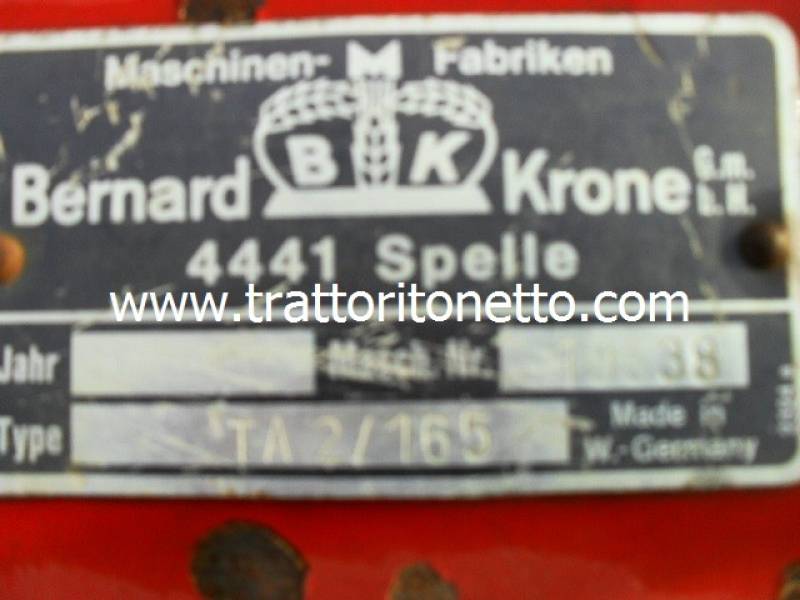 Maschinen- Fabriken
B K
Bernard Krone G.m.b.H.
4441 Spelle
www.trattoritonetto.com
Jahr Masch. Nr. 38
Type TA 2/165 Made in
W.-Germany